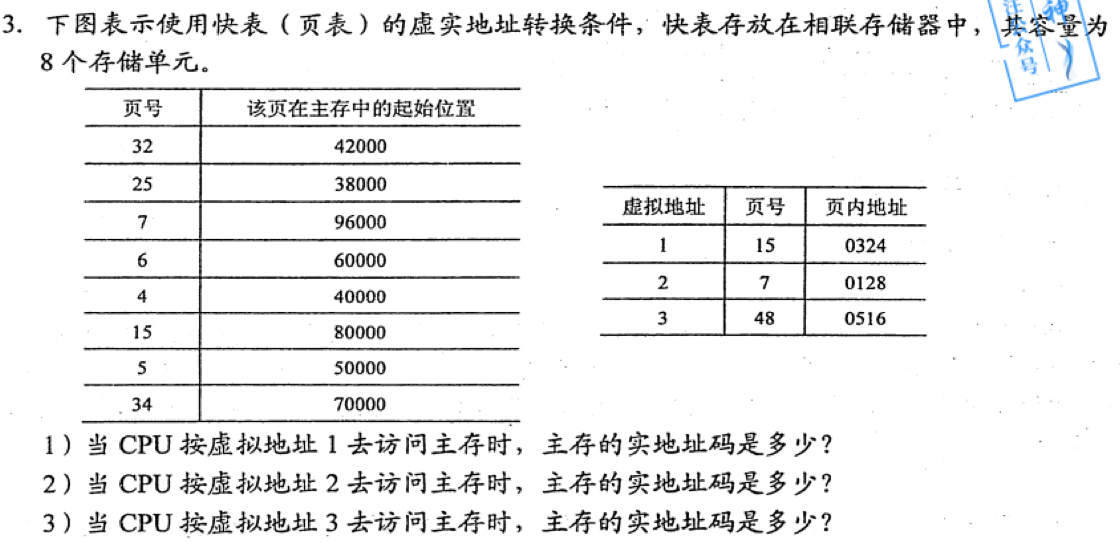 3. 下图表示使用快表（页表）的虚实地址转换条件，快表存放在相联存储器中，其容量为
8个存储单元。
页号 该页在主存中的起始位置
32 42000
25 38000
7 96000
6 60000
4 40000
15 80000
5 50000
34 70000
虚拟地址 页号 页内地址
1 15 0324
2 7 0128
3 48 0516
1）当 CPU 按虚拟地址 1 去访问主存时，主存的实地址码是多少？
2）当 CPU 按虚拟地址 2 去访问主存时，主存的实地址码是多少？
3）当 CPU 按虚拟地址 3 去访问主存时，主存的实地址码是多少？
注
众号
神